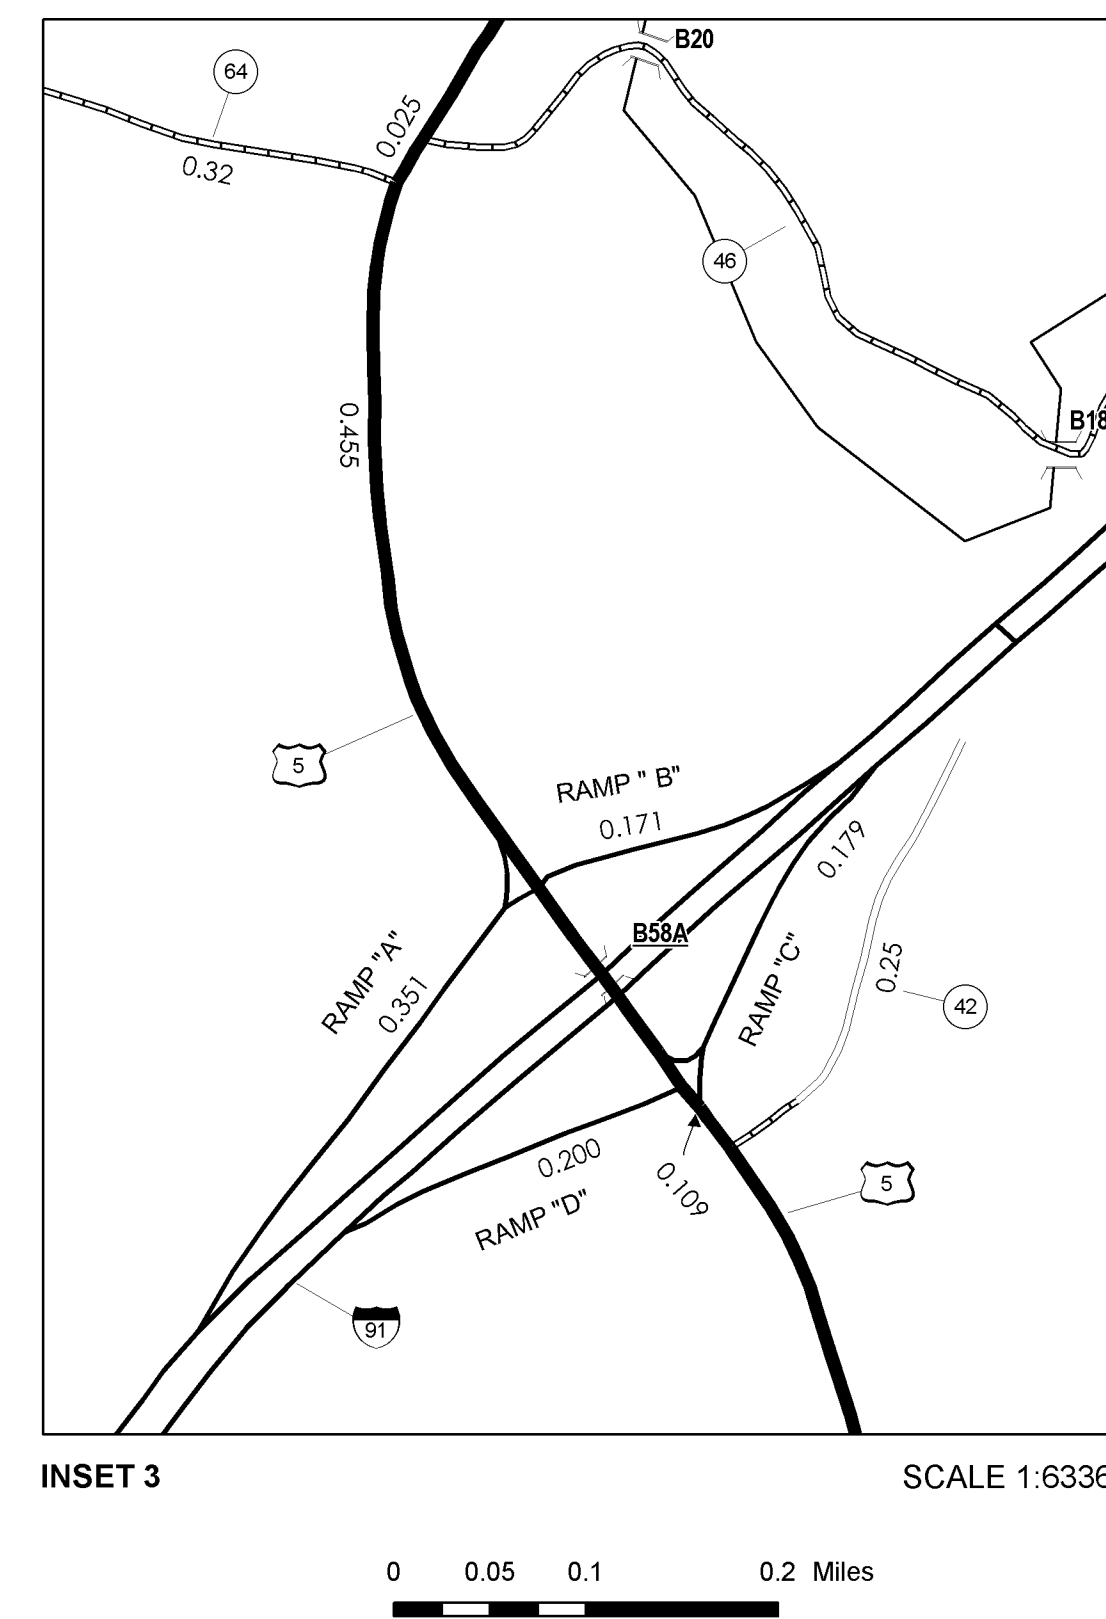 B20
64
0.025
0.32
46
B18
0.455
5
RAMP " B"
0.171
0.179
B58A
RAMP "A"
0.351
RAMP "C"
0.25
42
0.200
RAMP "D"
0.109
5
91
INSET 3
SCALE 1:6336
0 0.05 0.1 0.2 Miles